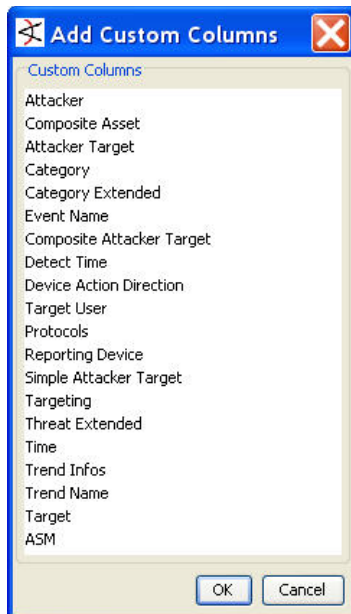 Add Custom Columns
Custom Columns
Attacker
Composite Asset
Attacker Target
Category
Category Extended
Event Name
Composite Attacker Target
Detect Time
Device Action Direction
Target User
Protocols
Reporting Device
Simple Attacker Target
Targeting
Threat Extended
Time
Trend Infos
Trend Name
Target
ASM
OK Cancel